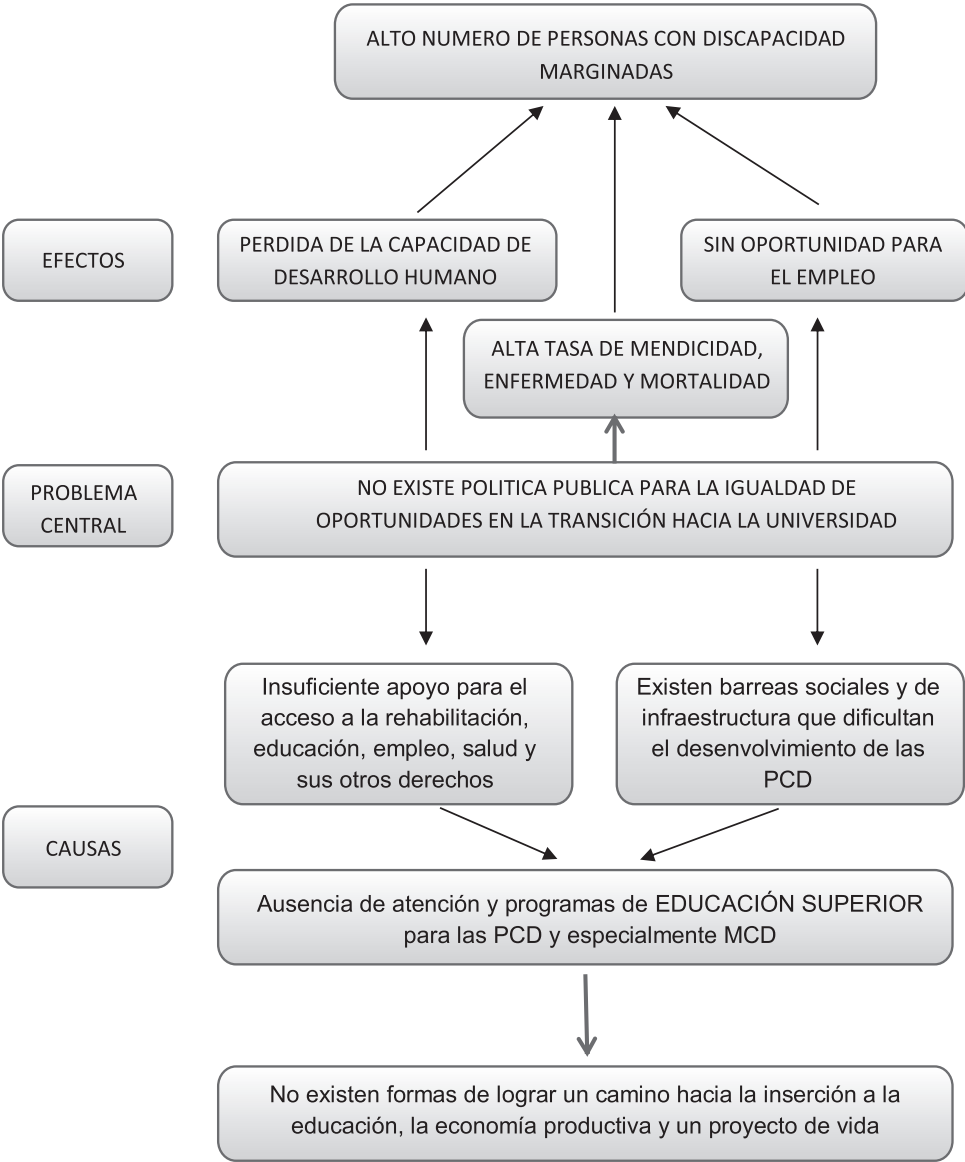 ALTO NUMERO DE PERSONAS CON DISCAPACIDAD
MARGINADAS
EFECTOS
PERDIDA DE LA CAPACIDAD DE
DESARROLLO HUMANO
SIN OPORTUNIDAD PARA
EL EMPLEO
ALTA TASA DE MENDICIDAD,
ENFERMEDAD Y MORTALIDAD
PROBLEMA
CENTRAL
NO EXISTE POLITICA PUBLICA PARA LA IGUALDAD DE
OPORTUNIDADES EN LA TRANSICIÓN HACIA LA UNIVERSIDAD
Insuficiente apoyo para el
acceso a la rehabilitación,
educación, empleo, salud y
sus otros derechos
Existen barreas sociales y de
infraestructura que dificultan
el desenvolvimiento de las
PCD
CAUSAS
Ausencia de atención y programas de EDUCACIÓN SUPERIOR
para las PCD y especialmente MCD
No existen formas de lograr un camino hacia la inserción a la
educación, la economía productiva y un proyecto de vida